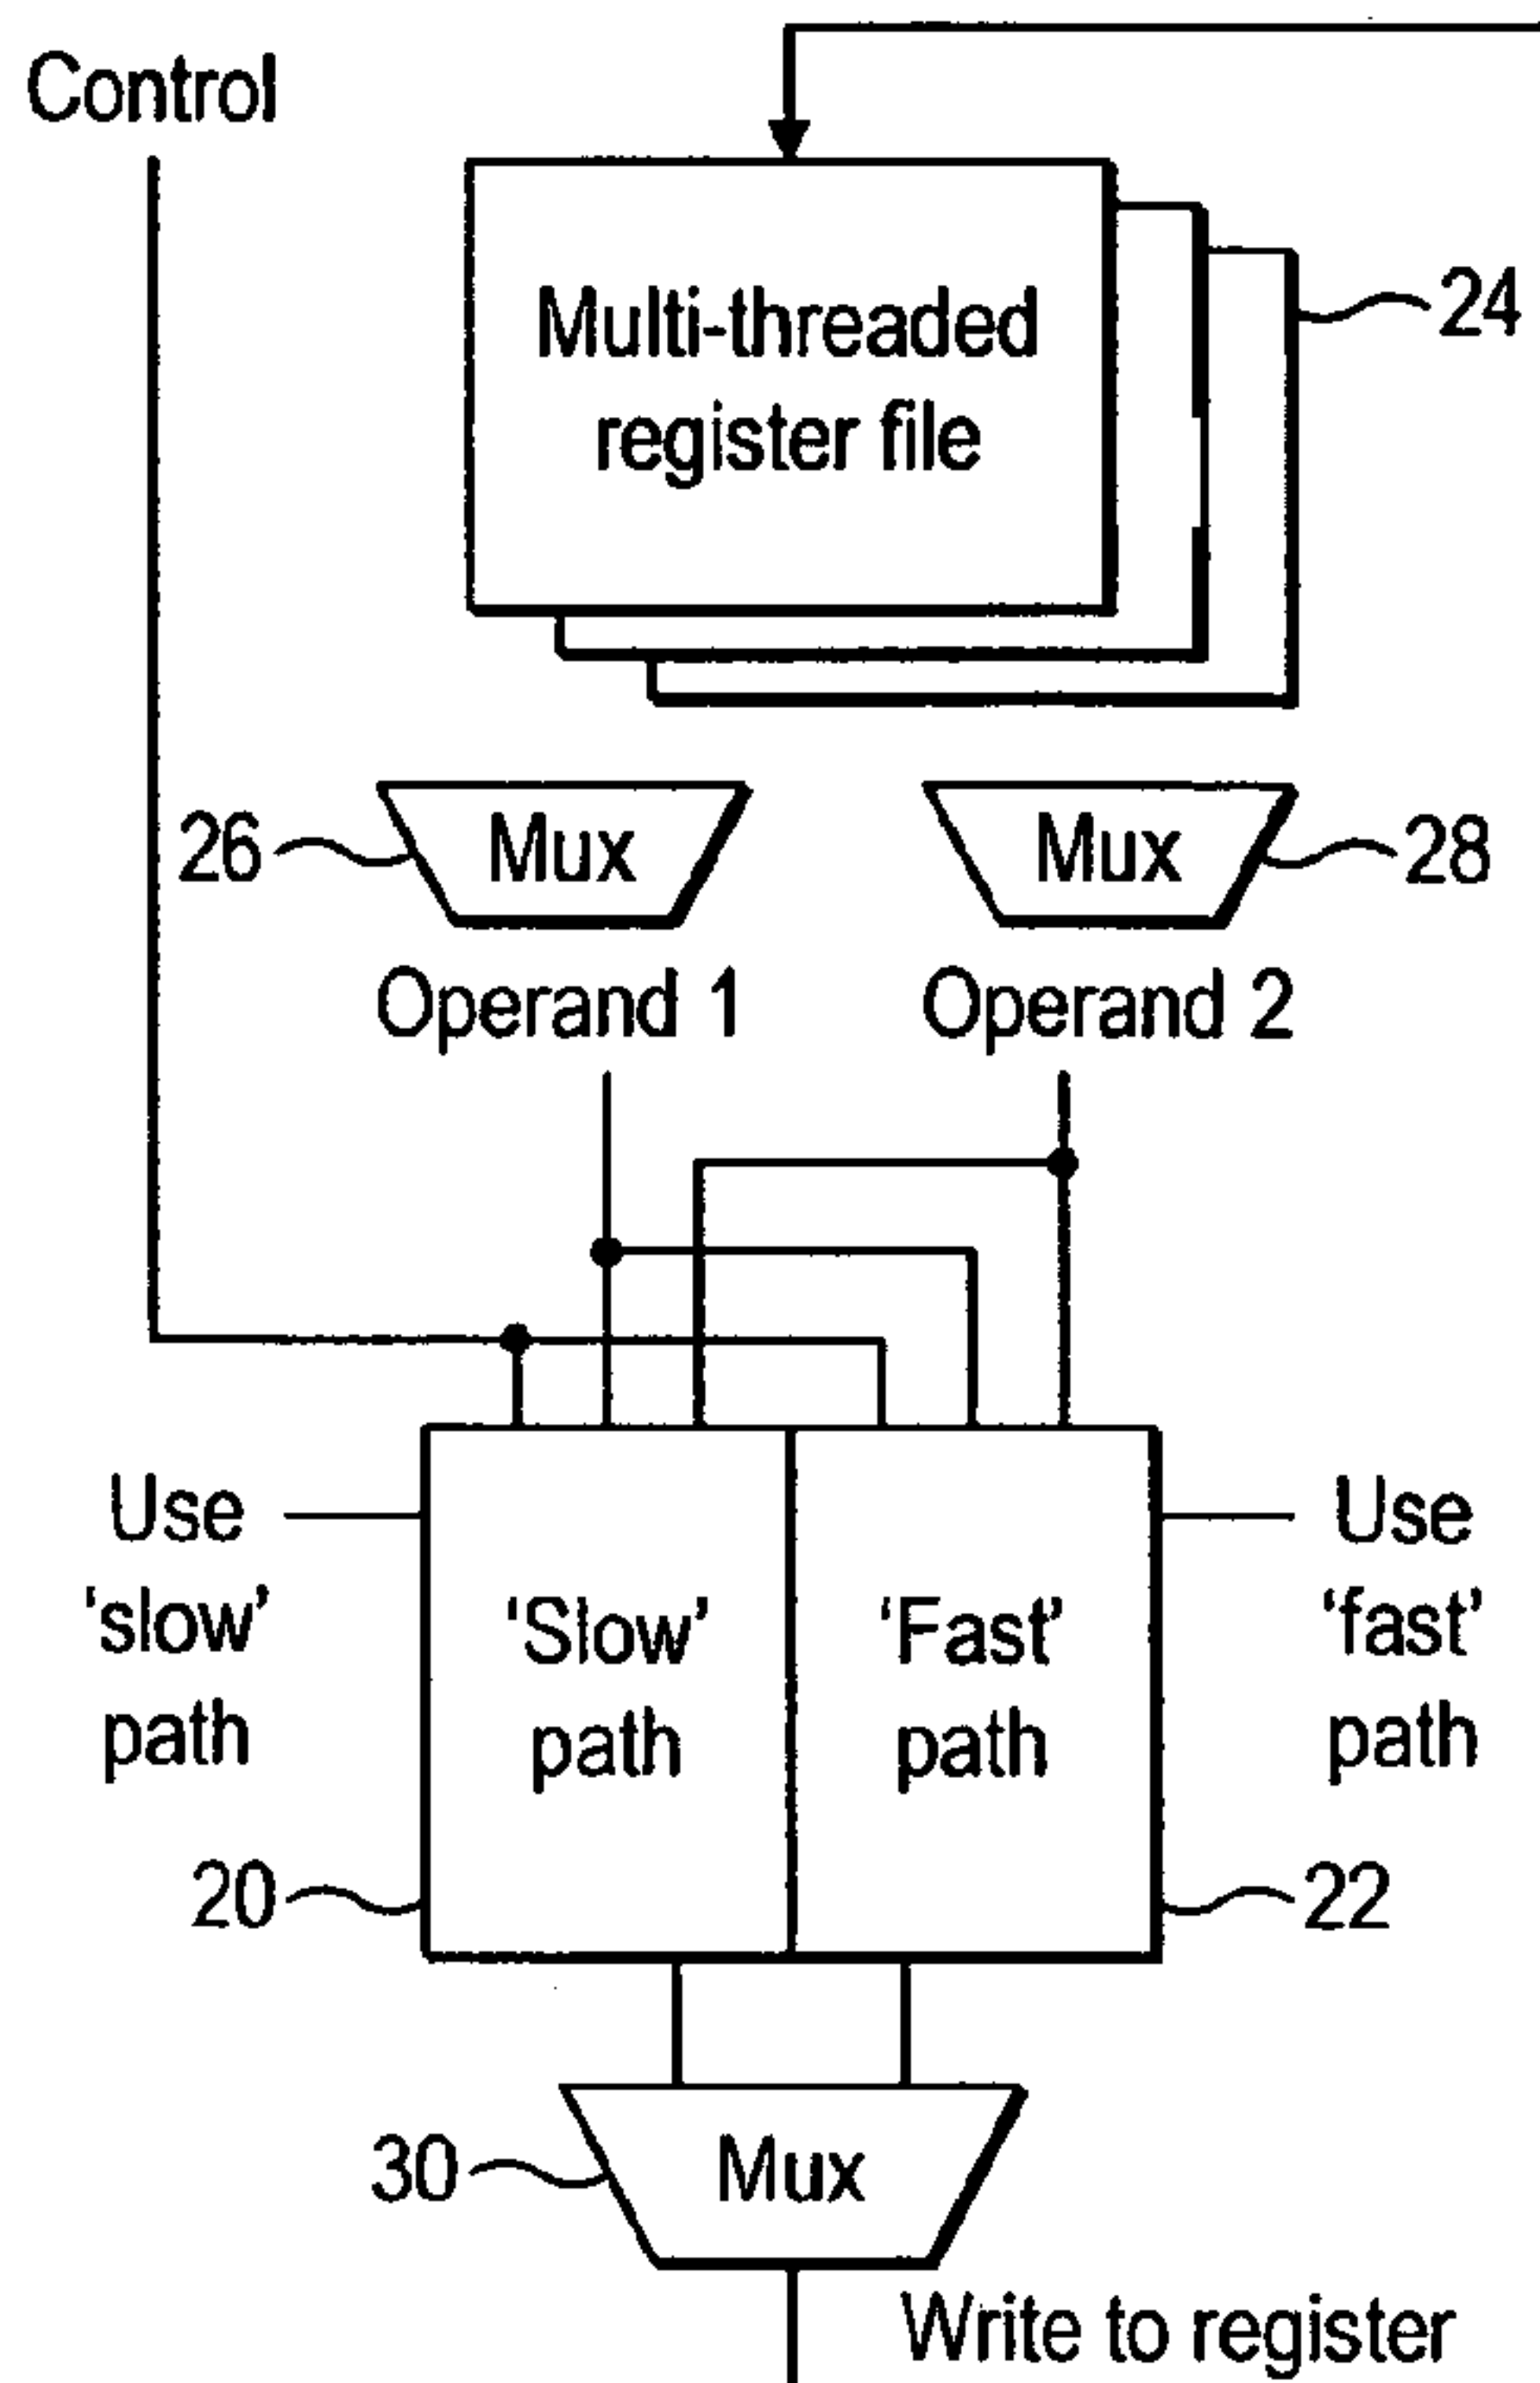 Control
Multi-threaded
register file
24
26
Mux
Mux
28
Operand 1
Operand 2
Use
'slow'
path
'Slow'
path
'Fast'
path
Use
'fast'
path
20
22
30
Mux
Write to register